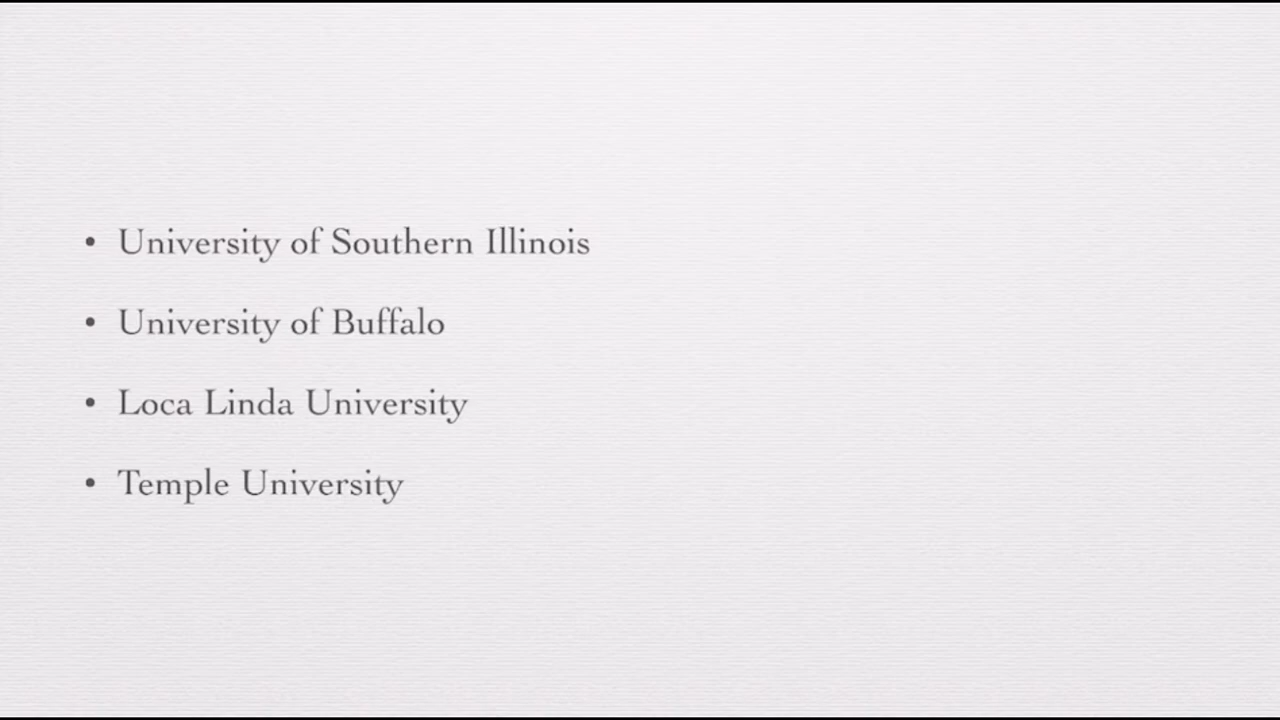 • University of Southern Illinois
• University of Buffalo
• Loca Linda University
• Temple University